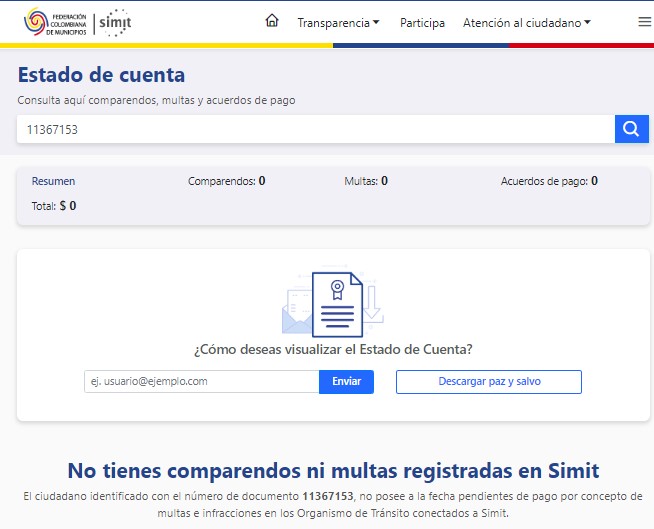 FEDERACIÓN
COLOMBIANA
DE MUNICIPIOS
simit
Transparencia
Participa
Atención al ciudadano
Estado de cuenta
Consulta aquí comparendos, multas y acuerdos de pago
11367153
Resumen Comparendos: 0 Multas: 0 Acuerdos de pago: 0
Total: $ 0
¿Cómo deseas visualizar el Estado de Cuenta?
ej. usuario@ejemplo.com Enviar Descargar paz y salvo
No tienes comparendos ni multas registradas en Simit
El ciudadano identificado con el número de documento 11367153, no posee a la fecha pendientes de pago por concepto de
multas e infracciones en los Organismo de Tránsito conectados a Simit.